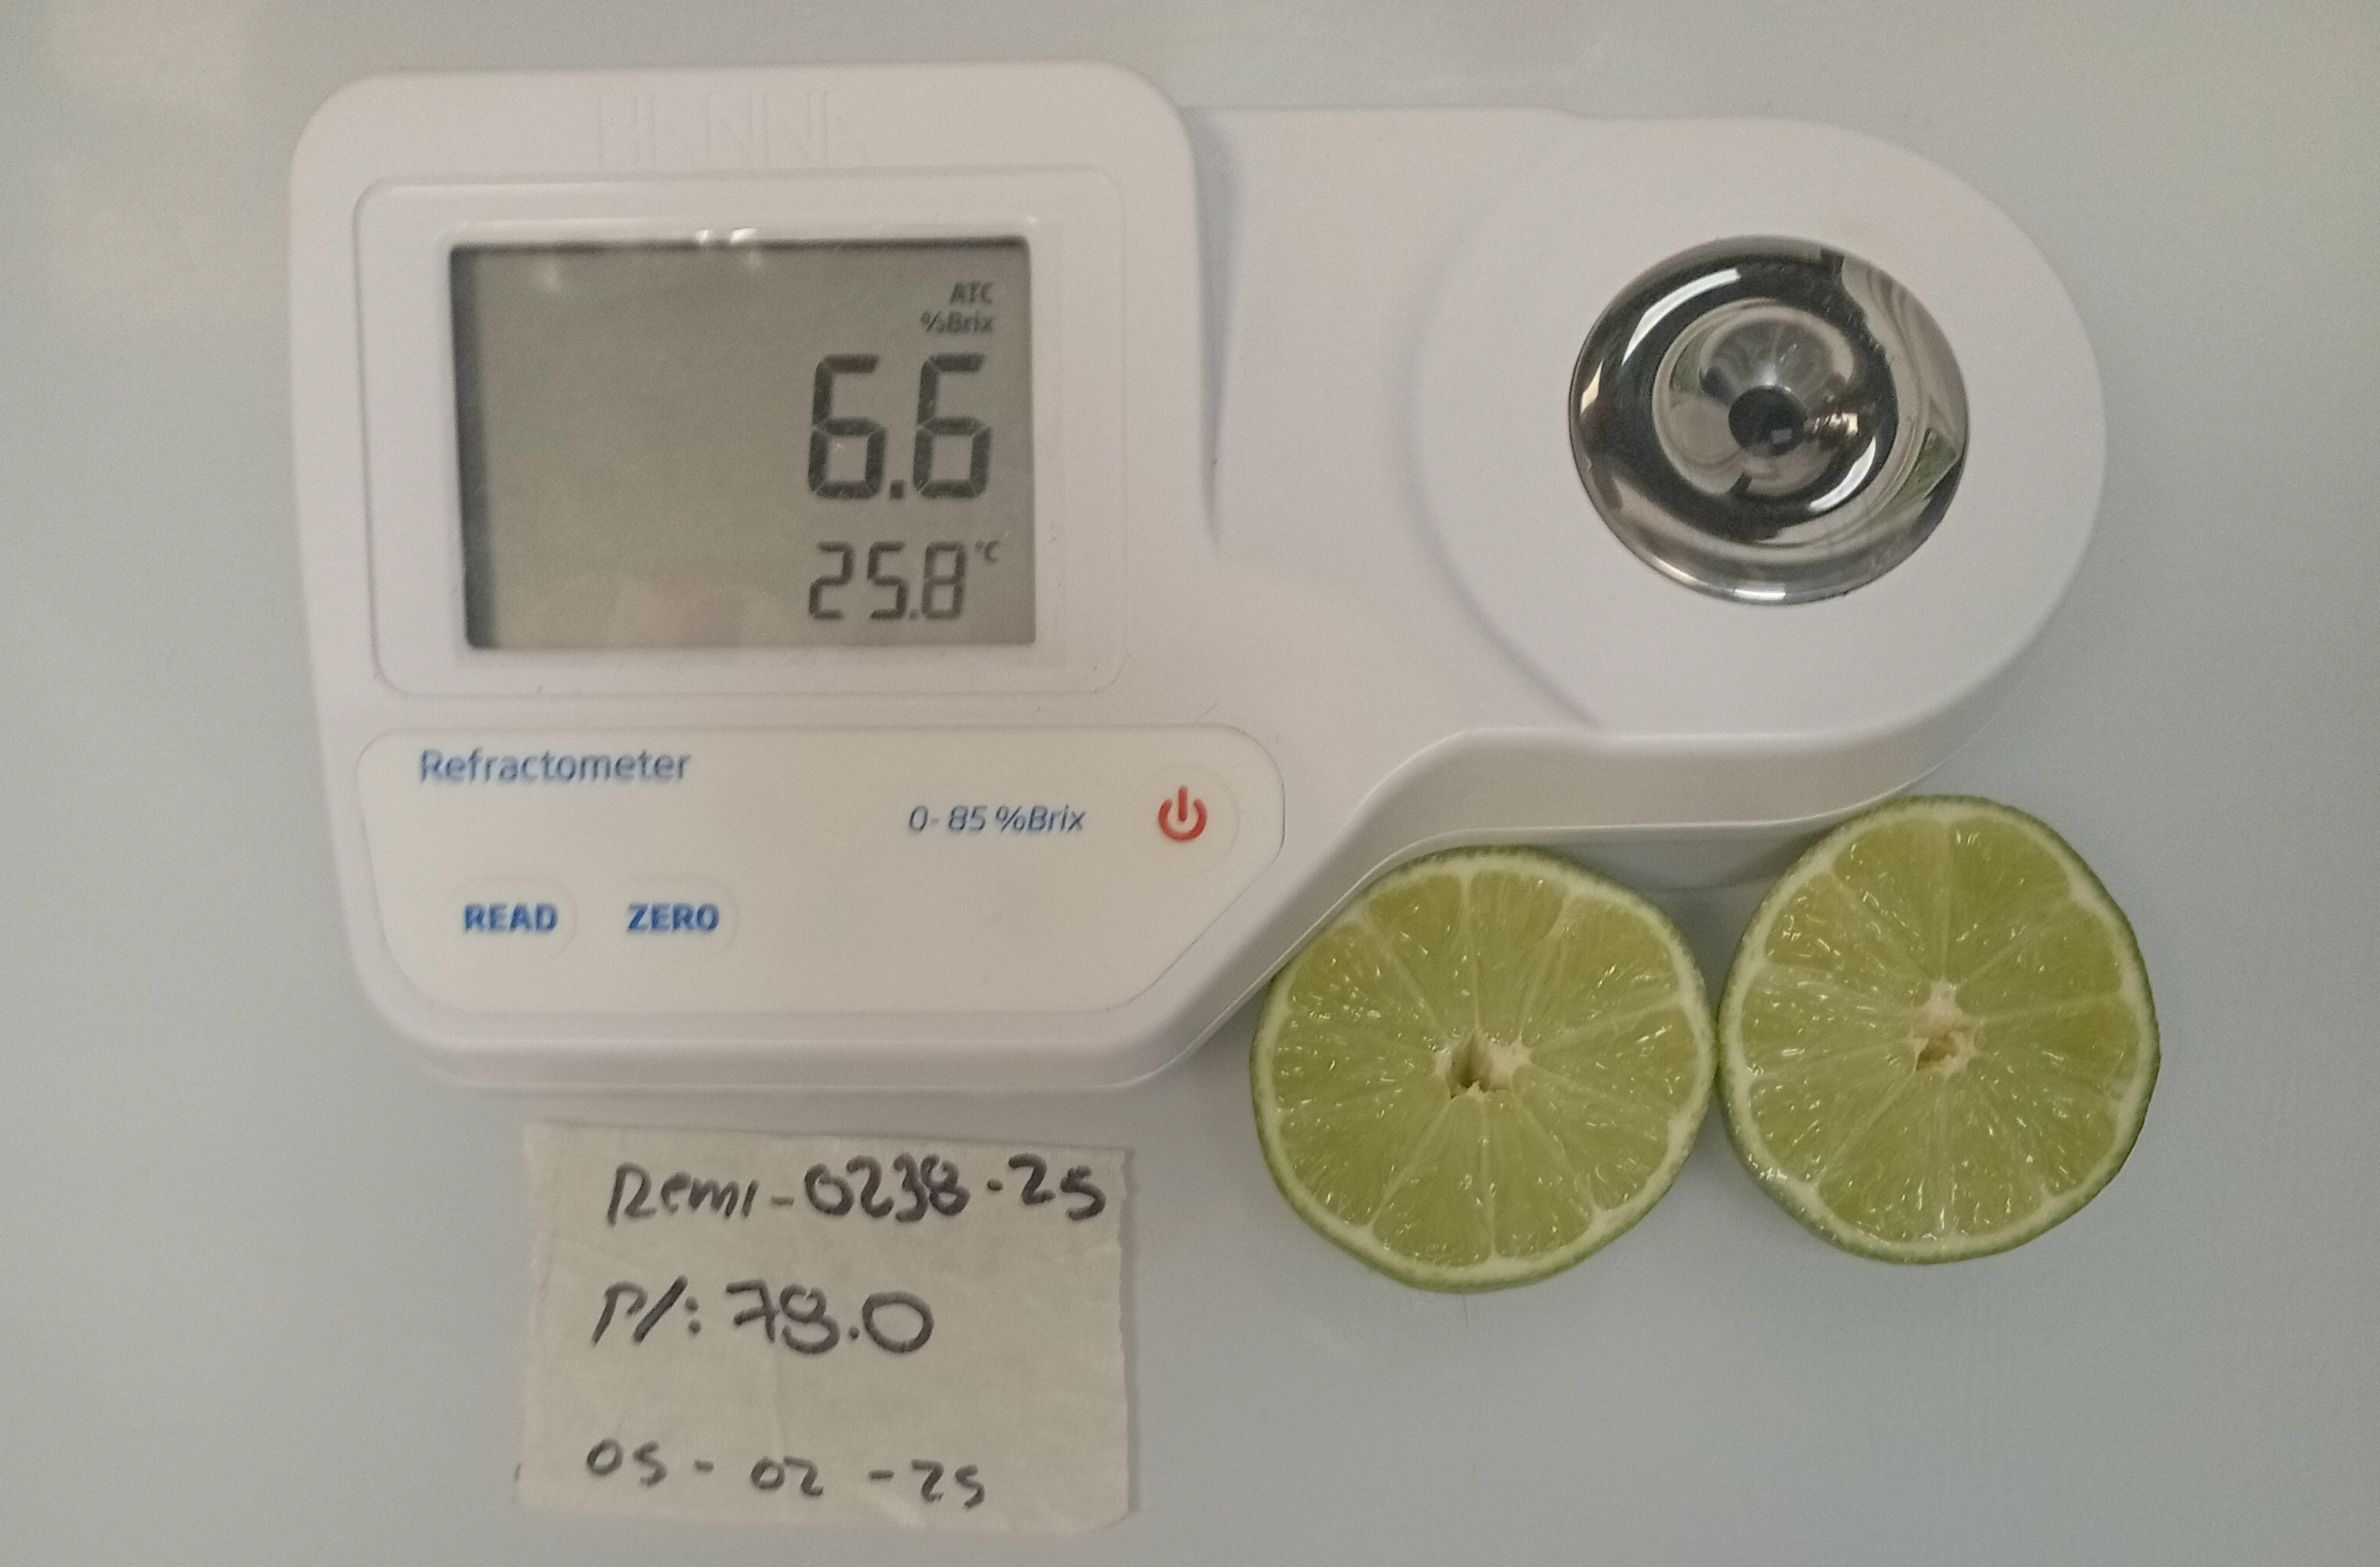 HANNA
ATC
%Brix
6.6
25.8 °C
Refractometer
0-85 %Brix
READ ZERO
Remi-0238-25
P/: 78.0
05-02-25